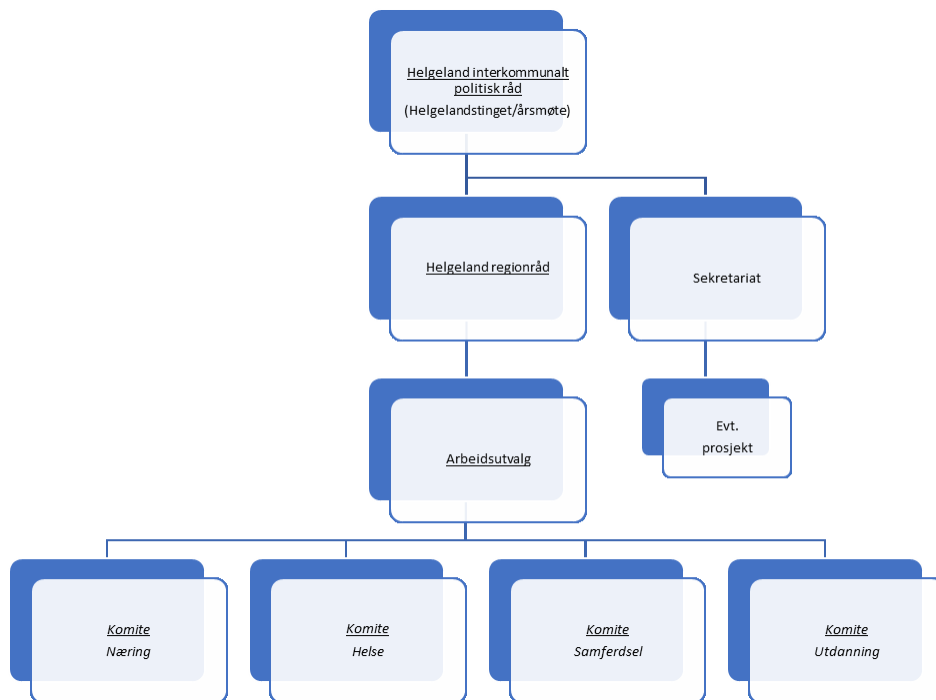 Helgeland interkommunalt
politisk råd
(Helgelandstinget/årsmøte)
Helgeland regionråd
Sekretariat
Arbeidsutvalg
Evt.
prosjekt
Komite
Næring
Komite
Helse
Komite
Samferdsel
Komite
Utdanning